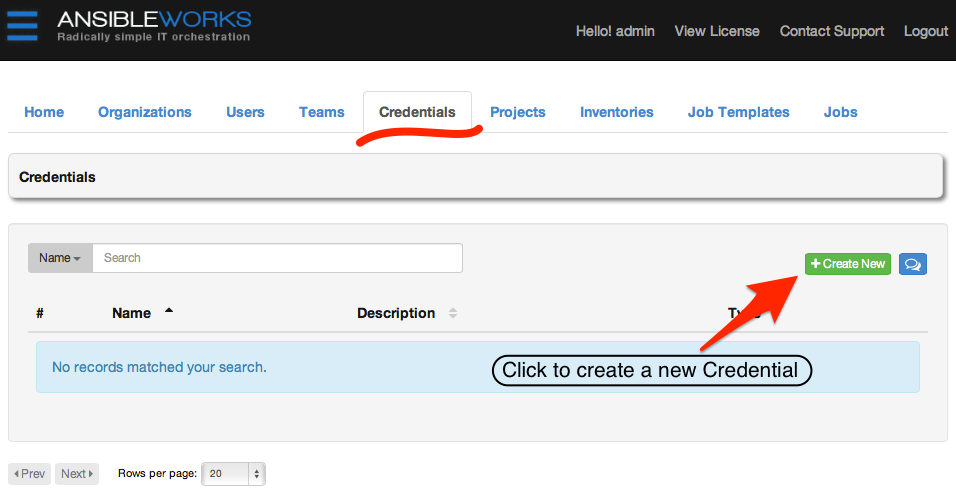 ANSIBLEWORKS
Radically simple IT orchestration
Hello! admin View License Contact Support Logout
Home Organizations Users Teams Credentials Projects Inventories Job Templates Jobs
Credentials
Name Search
+ Create New
# Name Description
No records matched your search.
Click to create a new Credential
Prev Next Rows per page: 20